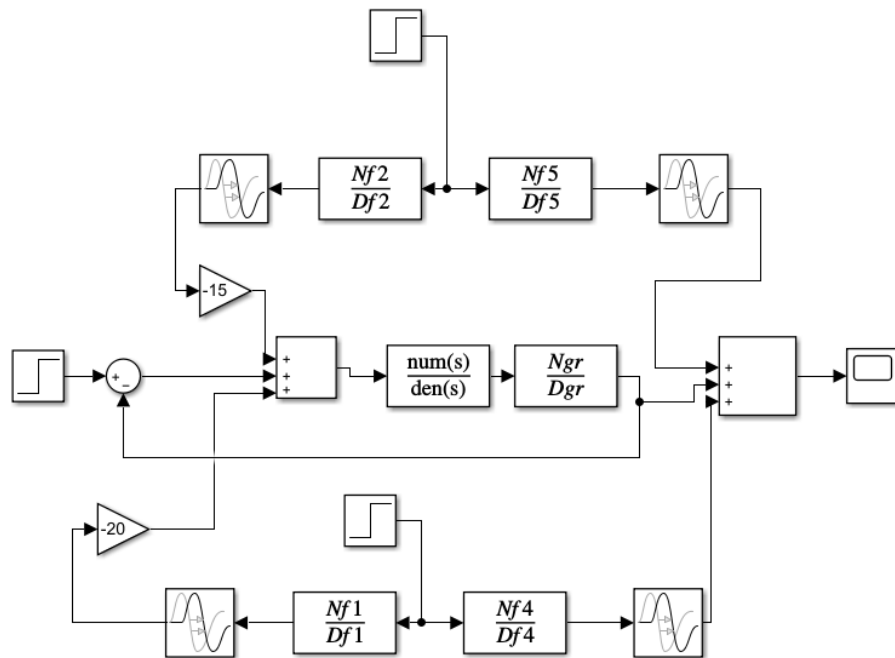 Nf2
Df2
Nf5
Df5
-15
+
+
+
+
−
num(s)
den(s)
Ngr
Dgr
+
+
+
-20
Nf1
Df1
Nf4
Df4